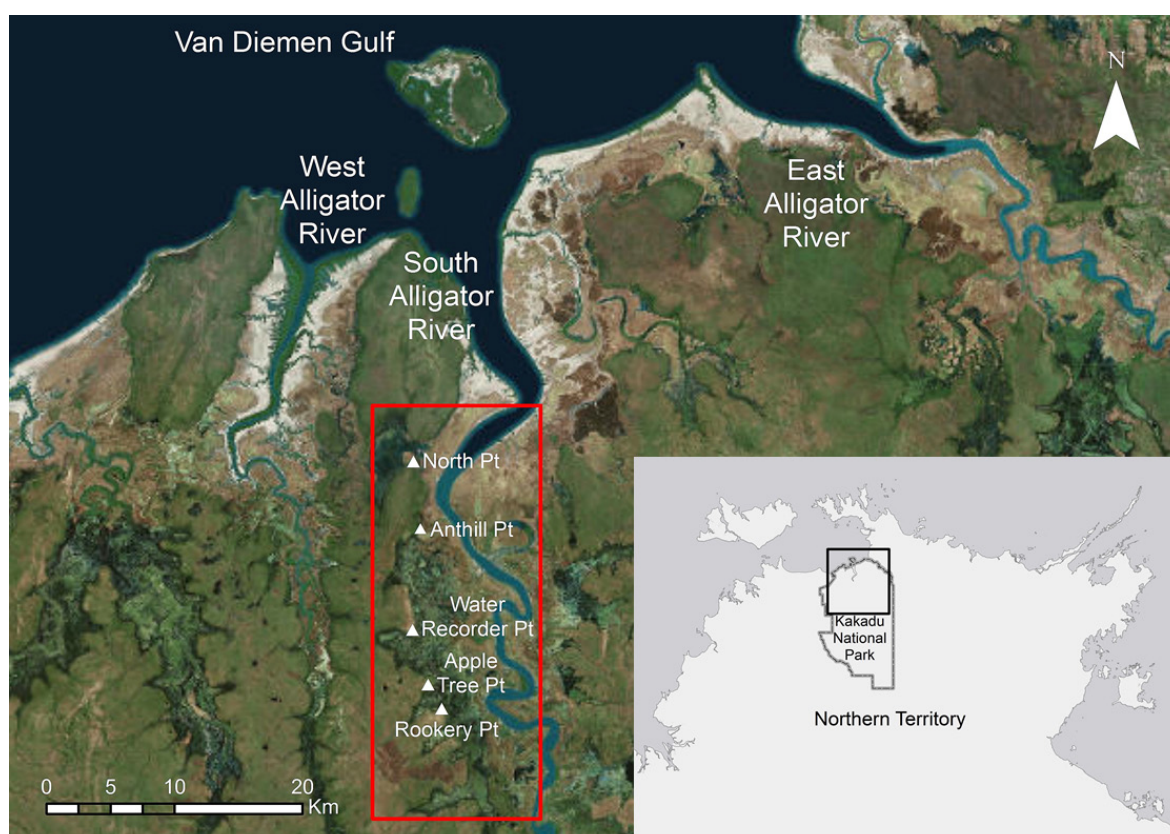 Van Diemen Gulf
N
West
Alligator
River
East
Alligator
River
South
Alligator
River
North Pt
Anthill Pt
Water
Recorder Pt
Apple
Tree Pt
Rookery Pt
0 5 10 20
Km
Kakadu
National
Park
Northern Territory